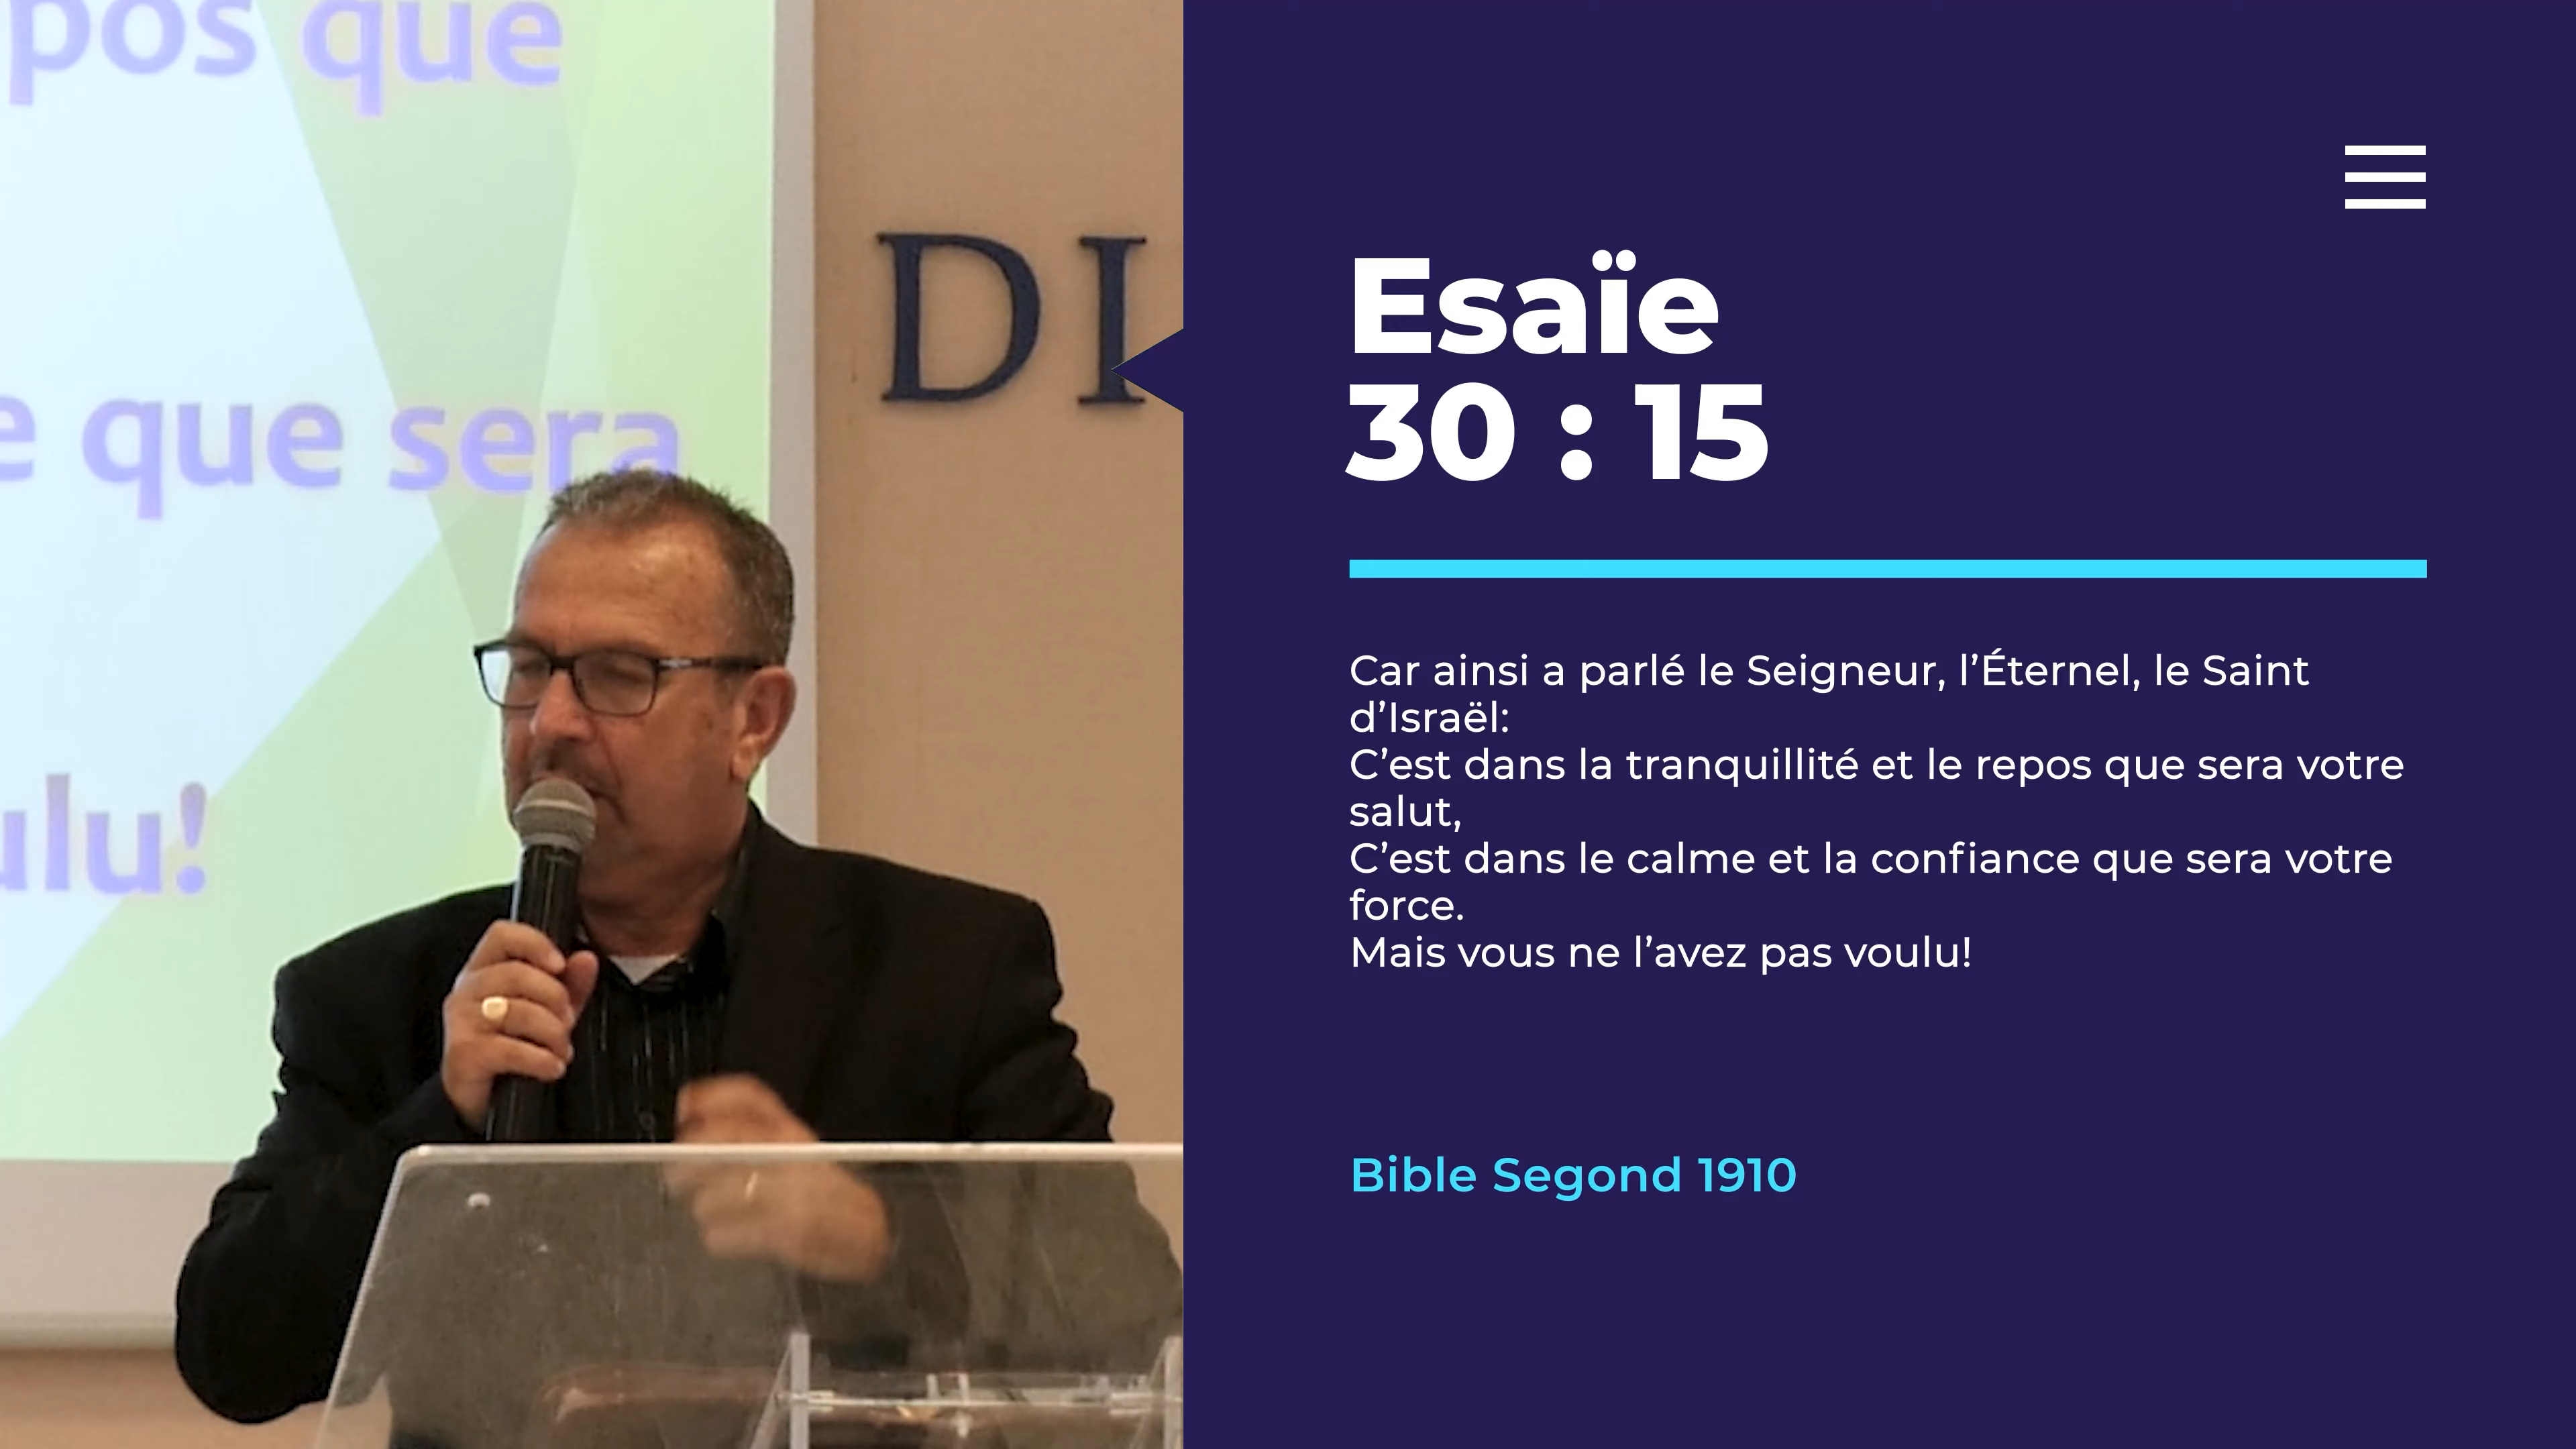 pos que
e que sera
ulu!
DI
Esaïe
30 : 15
Car ainsi a parlé le Seigneur, l’Éternel, le Saint
d’Israël:
C’est dans la tranquillité et le repos que sera votre
salut,
C’est dans le calme et la confiance que sera votre
force.
Mais vous ne l’avez pas voulu!
Bible Segond 1910